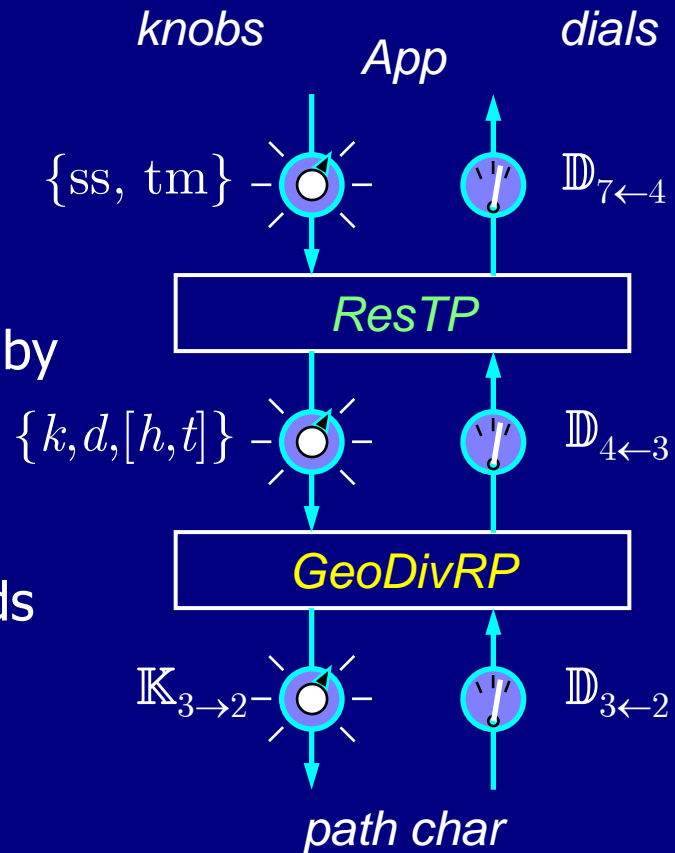 knobs App dials
{ss, tm} 𝔻₇←₄
ResTP
by
{k,d,[h,t]} 𝔻₄←₃
GeoDivRP
ds
𝕂₃→₂ 𝔻₃←₂
path char